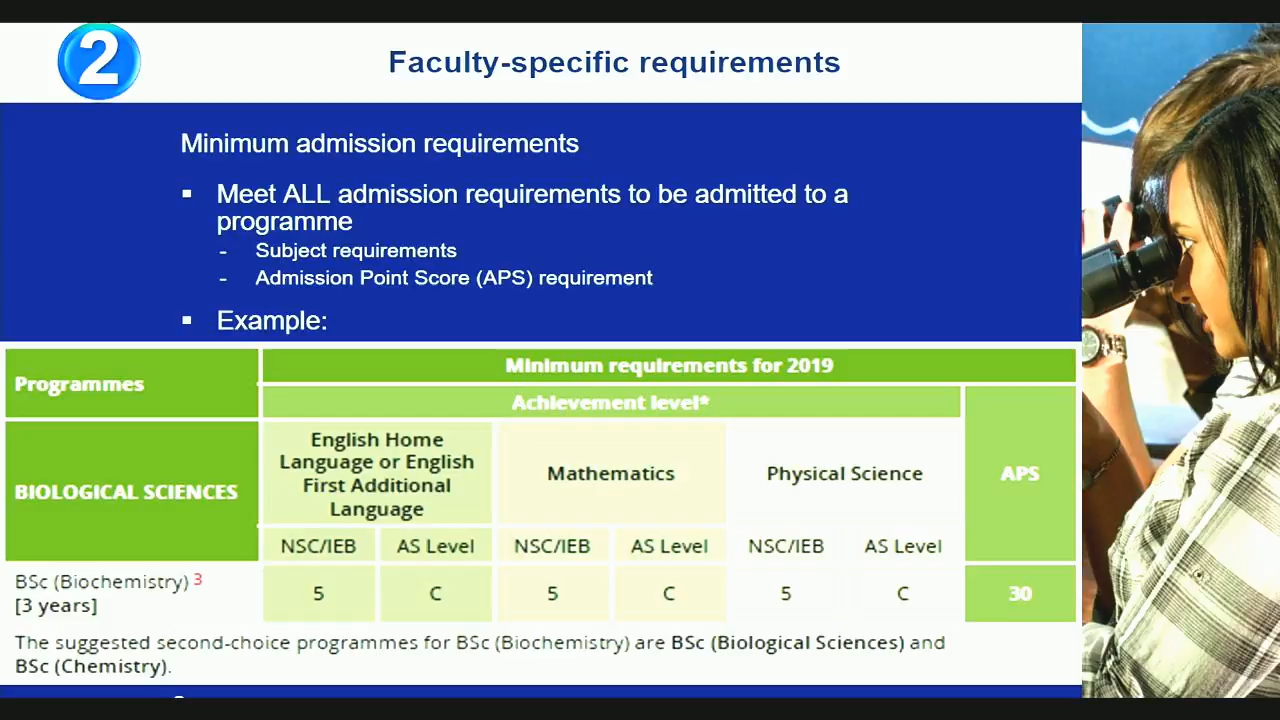 2
Faculty-specific requirements
Minimum admission requirements
▪ Meet ALL admission requirements to be admitted to a
programme
- Subject requirements
- Admission Point Score (APS) requirement
▪ Example:
Programmes
Minimum requirements for 2019
Achievement level*
BIOLOGICAL SCIENCES
English Home
Language or English
First Additional
Language
Mathematics
Physical Science
APS
NSC/IEB AS Level NSC/IEB AS Level NSC/IEB AS Level
BSc (Biochemistry) 3
[3 years]
5 C 5 C 5 C 30
The suggested second-choice programmes for BSc (Biochemistry) are BSc (Biological Sciences) and
BSc (Chemistry).